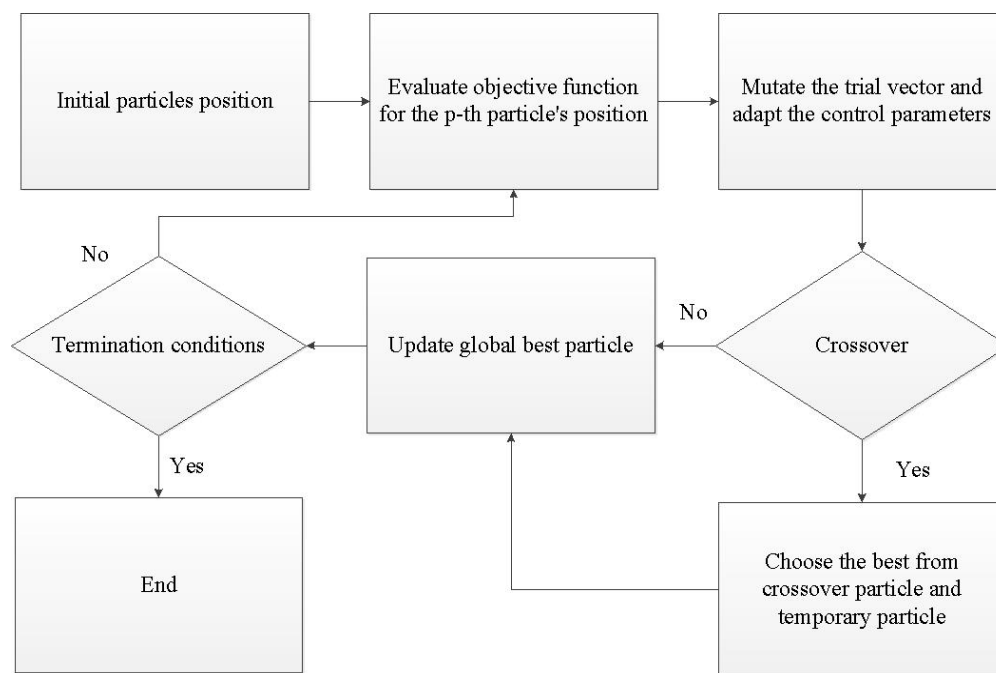 Initial particles position
Evaluate objective function
for the p-th particle's position
Mutate the trial vector and
adapt the control parameters
No
Termination conditions
Update global best particle
No
Crossover
Yes
Yes
End
Choose the best from
crossover particle and
temporary particle